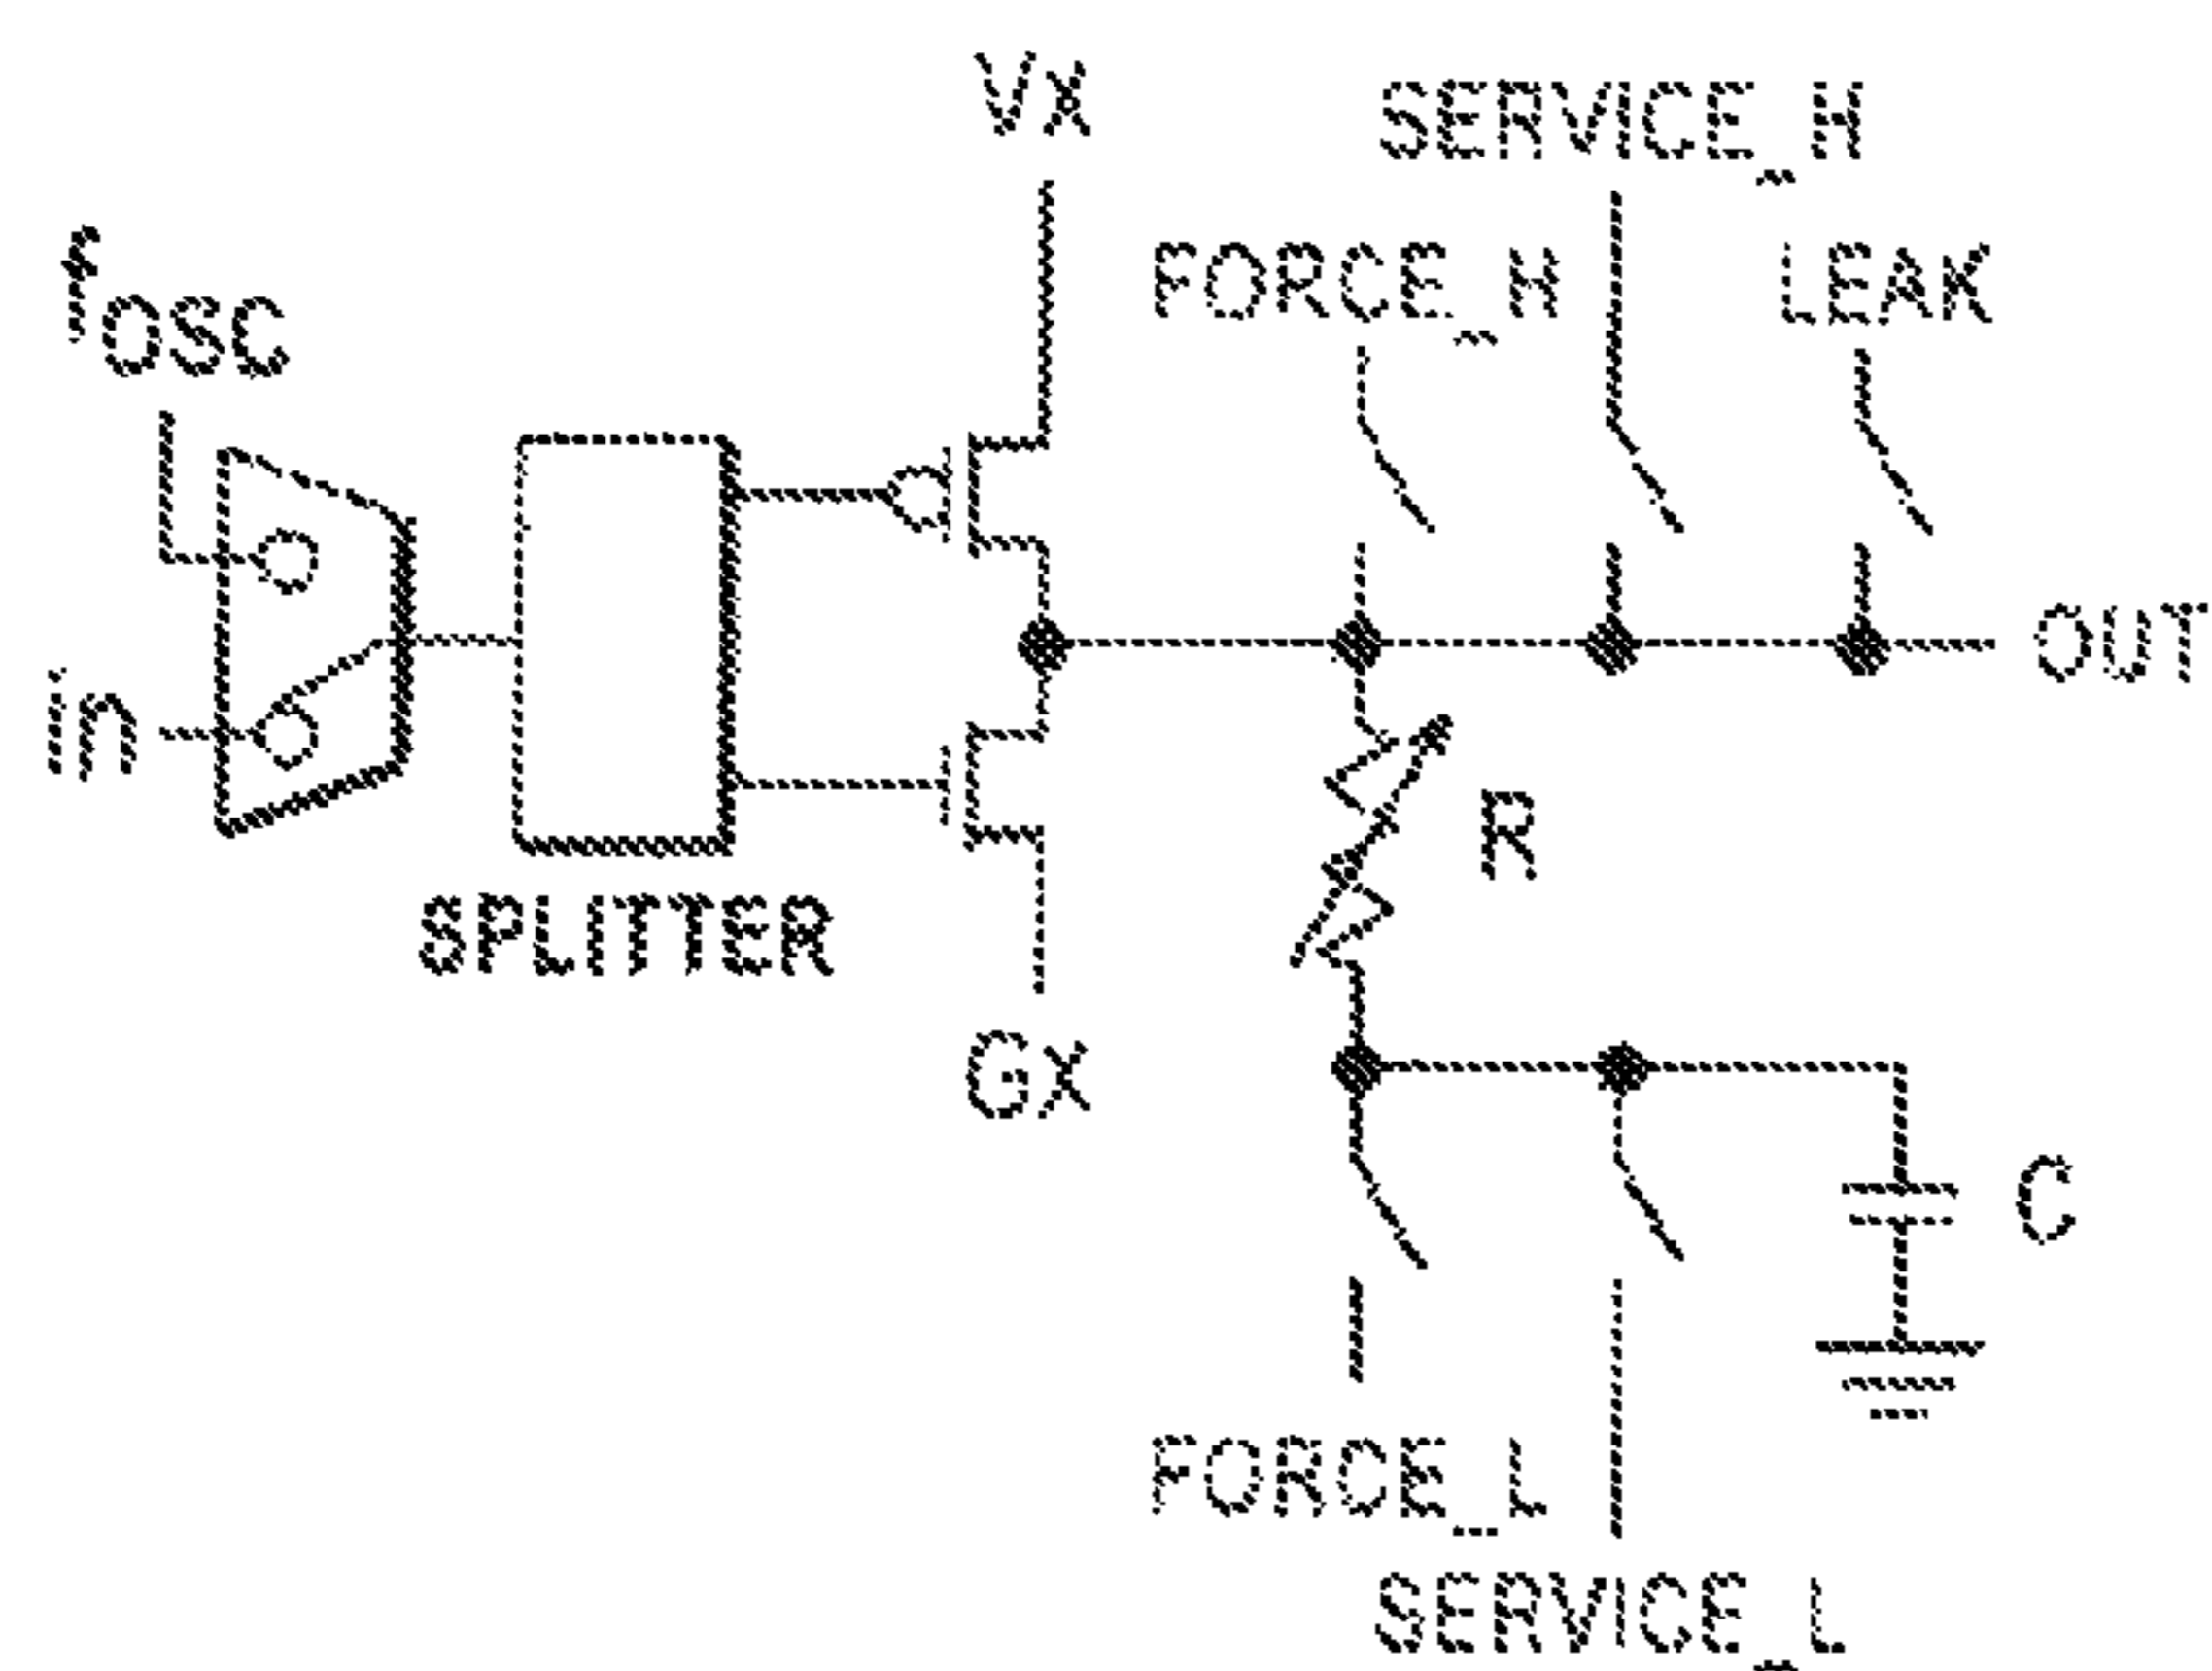 Vx
SERVICE_H
fOSC
FORCE_H
LEAK
OUT
in
R
SPLITTER
Gx
C
FORCE_L
SERVICE_L